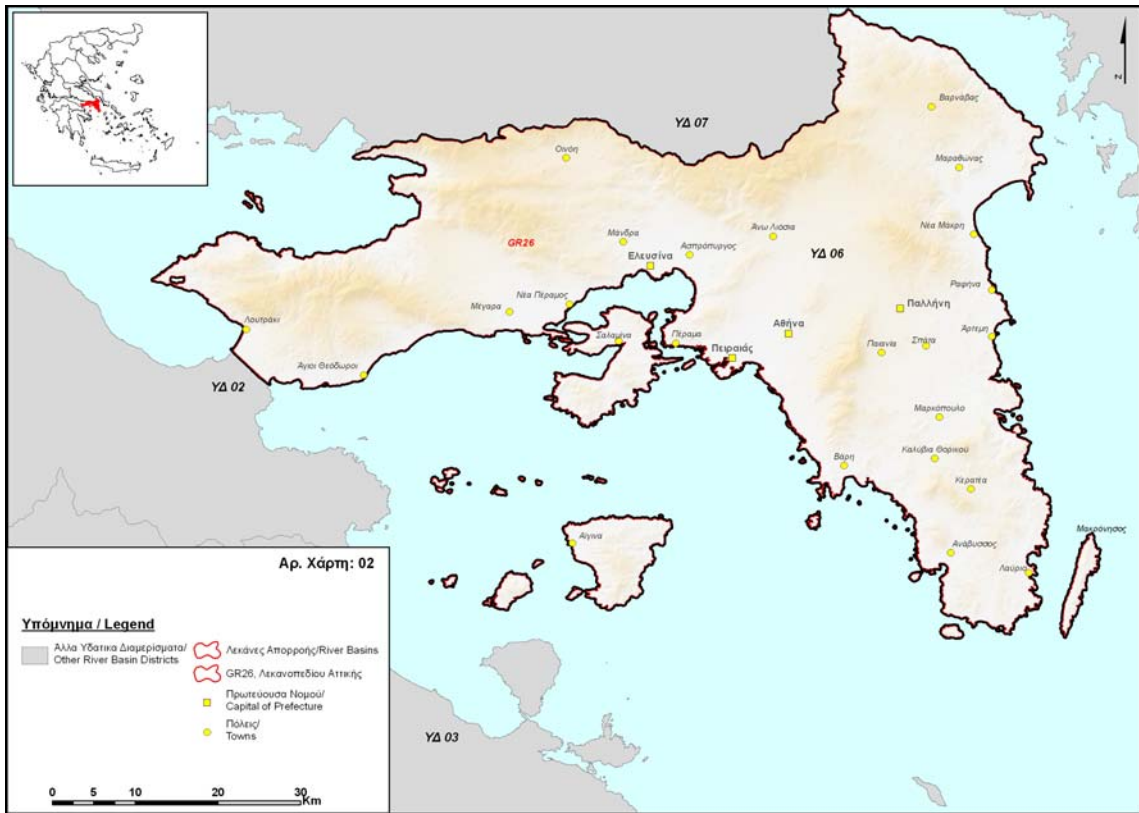 Z
Βαρνάβας
ΥΔ 07
Οινόη
Μαραθώνας
Νέα Μακρη
Άνω Λιόσια
Μάνδρα
GR26
Ασπρόπυργος
ΥΔ 06
Ελευσίνα
Ραφήνα
Νέα Πέραμος
Μέγαρα
Παλλήνη
Λουτράκι
Αθήνα
Άρτεμη
Σαλαμίνα
Πέραμα
Σπάτα
Παιανία
Πειραιάς
Άγιοι Θεόδωροι
ΥΔ 02
Μαρκόπουλο
Καλύβια Θορικού
Βάρη
Κερατέα
Μακρόνησος
Αίγινα
Ανάβυσσος
Λαύριο
Αρ. Χάρτη: 02
Υπόμνημα / Legend
Άλλα Υδατικα Διαμερίσματα/
Other River Basin Districts
Λεκάνες Απορροής/River Basins
GR26, Λεκανοπεδίου Αττικής
Πρωτεύουσα Νομού/
Capital of Prefecture
Πόλεις/
Towns
ΥΔ 03
0 5 10 20 30
Km